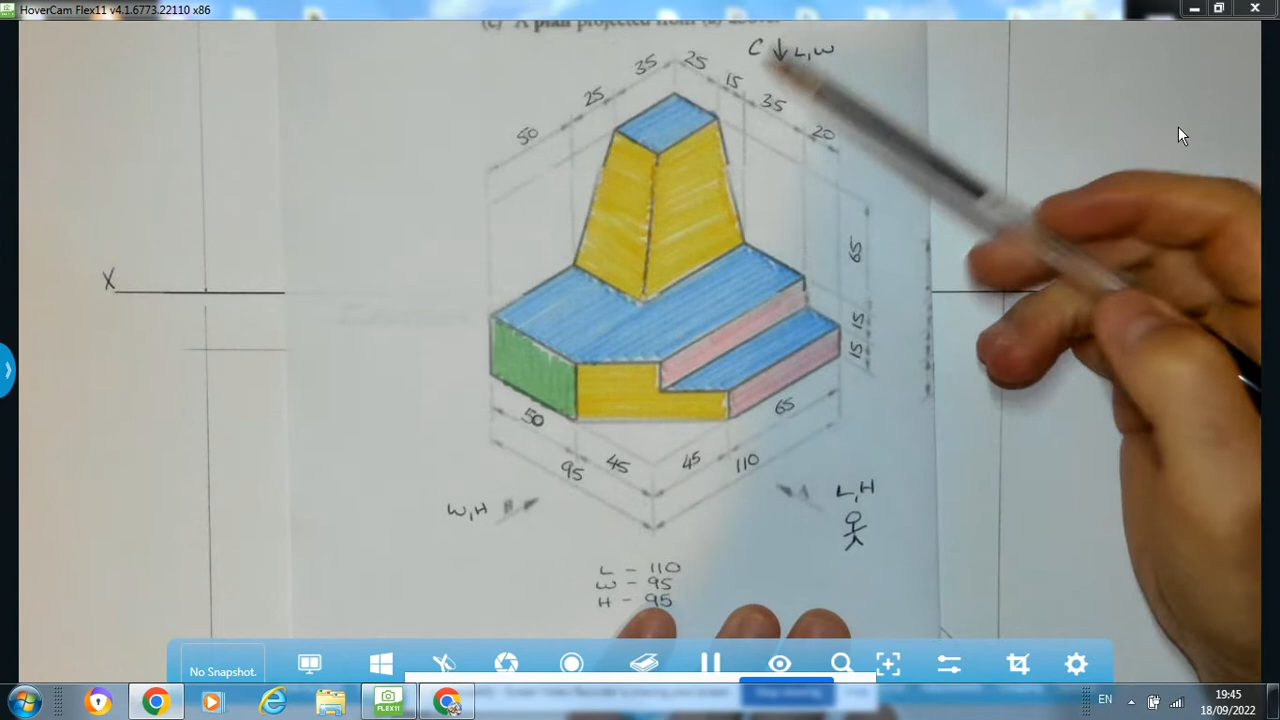 HoverCam Flex11 v4.1.6773.22110 x86
(c) A plan projected from (a) above
C ↓ L,W
35 25
25 15
50 35
20
65
X
15
15
50 65
95 45 45 110
W,H B A L,H
L - 110
W - 95
H - 95
No Snapshot.
FLEX11
EN
19:45
18/09/2022